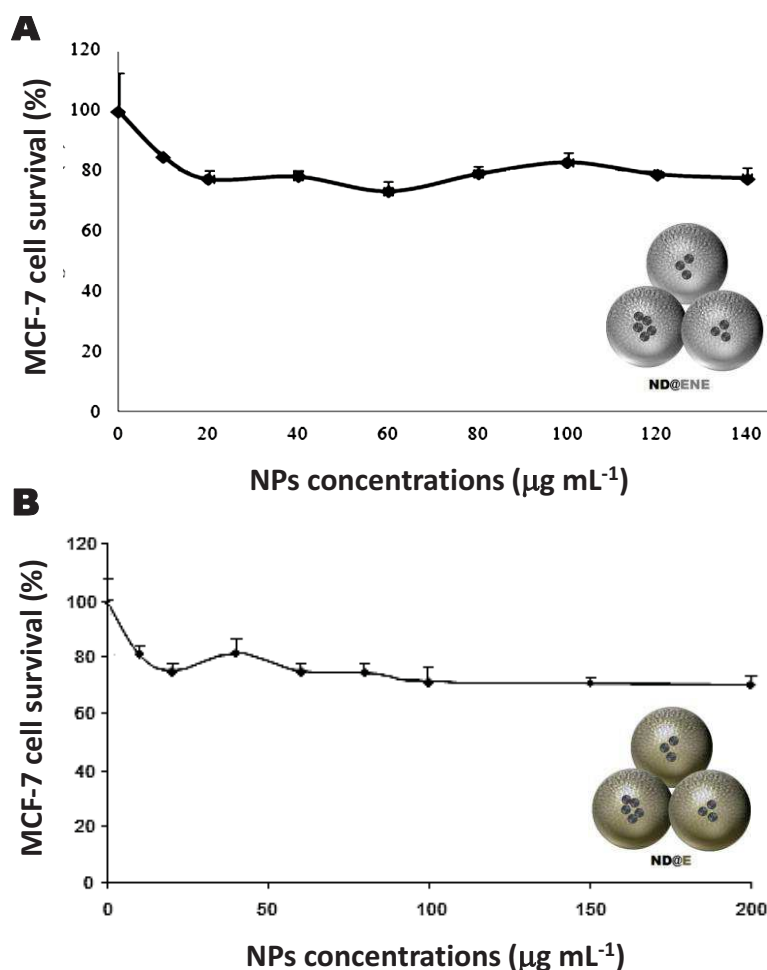 A
MCF-7 cell survival (%)
120
100
80
60
40
20
0
0 20 40 60 80 100 120 140
ND@ENE
NPs concentrations (μg mL-1)
B
MCF-7 cell survival (%)
120
100
80
60
40
20
0
0 50 100 150 200
ND@E
NPs concentrations (μg mL-1)